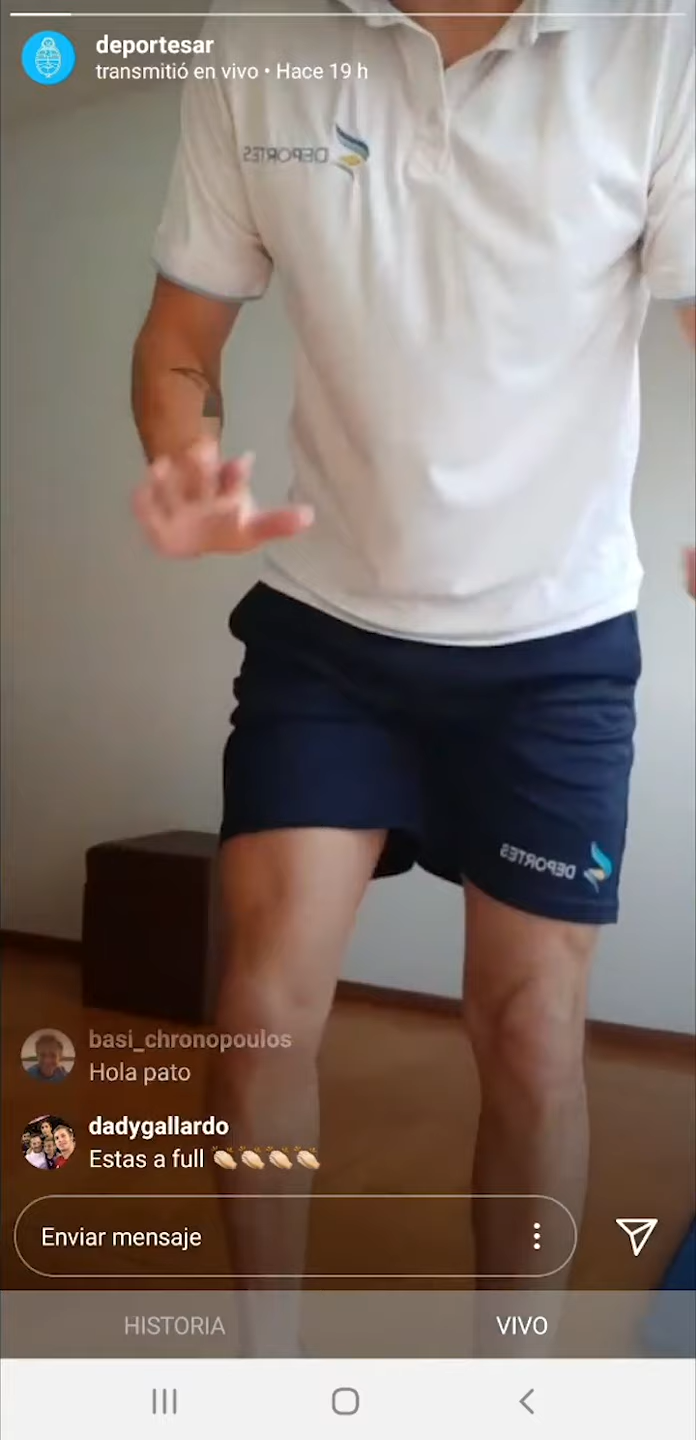 deportesar
transmitió en vivo • Hace 19 h
DEPORTES
DEPORTES
basi_chronopoulos
Hola pato
dadygallardo
Estas a full 👏🏻👏🏻👏🏻👏🏻
Enviar mensaje
HISTORIA
VIVO